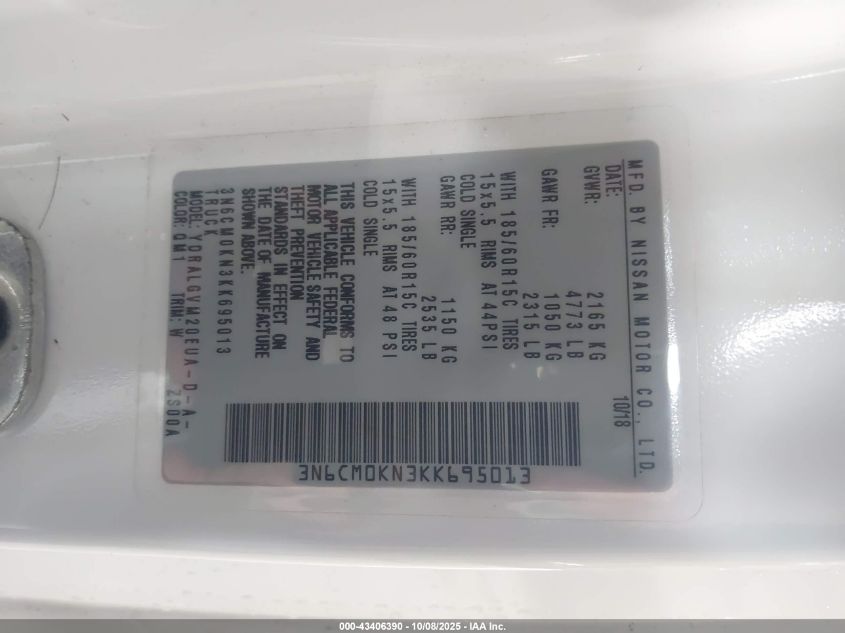 MFD. BY NISSAN MOTOR CO., LTD.
DATE: 10/18
GVWR: 2165 KG
4773 LB
GAWR FR: 1050 KG
2315 LB
WITH 185/60R15C TIRES
15x5.5 RIMS AT 44PSI
COLD SINGLE
GAWR RR: 1150 KG
2535 LB
WITH 185/60R15C TIRES
15x5.5 RIMS AT 48 PSI
COLD SINGLE
THIS VEHICLE CONFORMS TO
ALL APPLICABLE FEDERAL
MOTOR VEHICLE SAFETY AND
THEFT PREVENTION
STANDARDS IN EFFECT ON
THE DATE OF MANUFACTURE
SHOWN ABOVE.
3N6CM0KN3KK695013
TRUCK
MODEL: YDRALGVM20EUA-D-A-
ZS00A
COLOR: QM1 TRIM: W
3N6CM0KN3KK695013
000-43406390 - 10/08/2025 - IAA Inc.